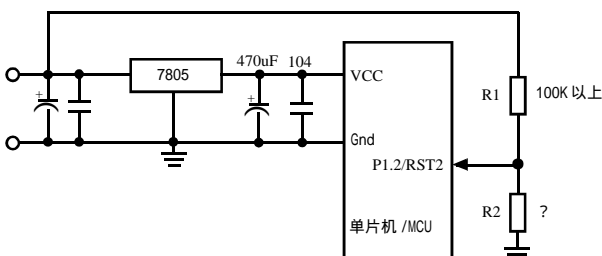 7805
470uF 104
+
+
VCC
R1
100K 以上
Gnd
P1.2/RST2
R2
?
单片机 /MCU